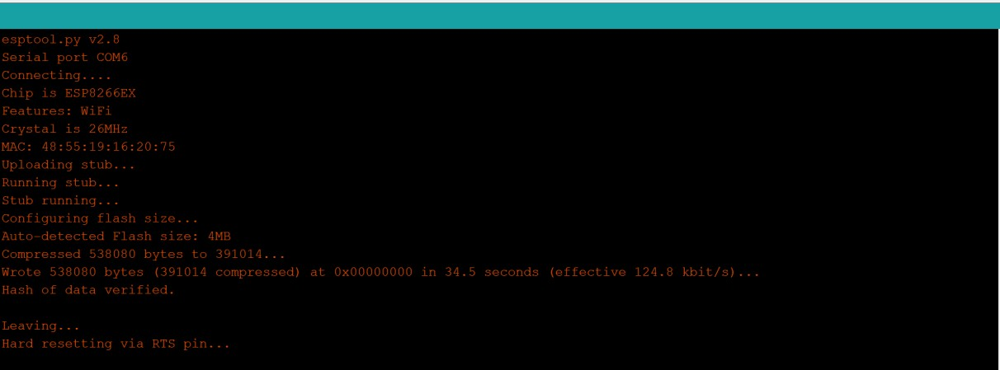 esptool.py v2.8
Serial port COM6
Connecting....
Chip is ESP8266EX
Features: WiFi
Crystal is 26MHz
MAC: 48:55:19:16:20:75
Uploading stub...
Running stub...
Stub running...
Configuring flash size...
Auto-detected Flash size: 4MB
Compressed 538080 bytes to 391014...
Wrote 538080 bytes (391014 compressed) at 0x00000000 in 34.5 seconds (effective 124.8 kbit/s)...
Hash of data verified.

Leaving...
Hard resetting via RTS pin...